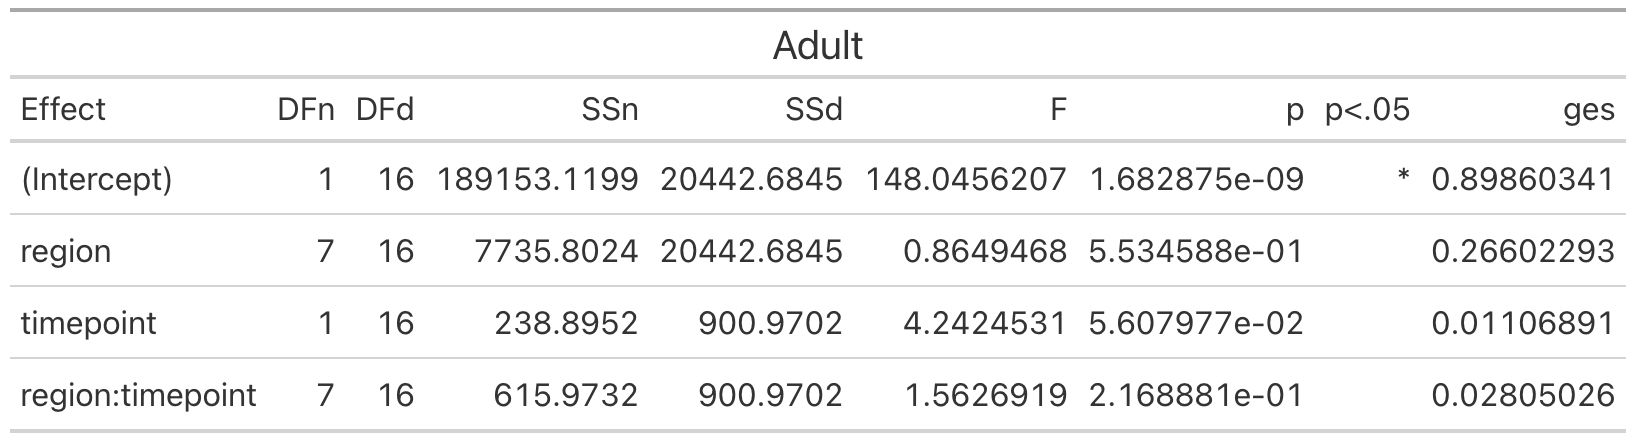 Adult
Effect DFn DFd SSn SSd F p p<.05 ges
(Intercept) 1 16 189153.1199 20442.6845 148.0456207 1.682875e-09 * 0.89860341
region 7 16 7735.8024 20442.6845 0.8649468 5.534588e-01 0.26602293
timepoint 1 16 238.8952 900.9702 4.2424531 5.607977e-02 0.01106891
region:timepoint 7 16 615.9732 900.9702 1.5626919 2.168881e-01 0.02805026